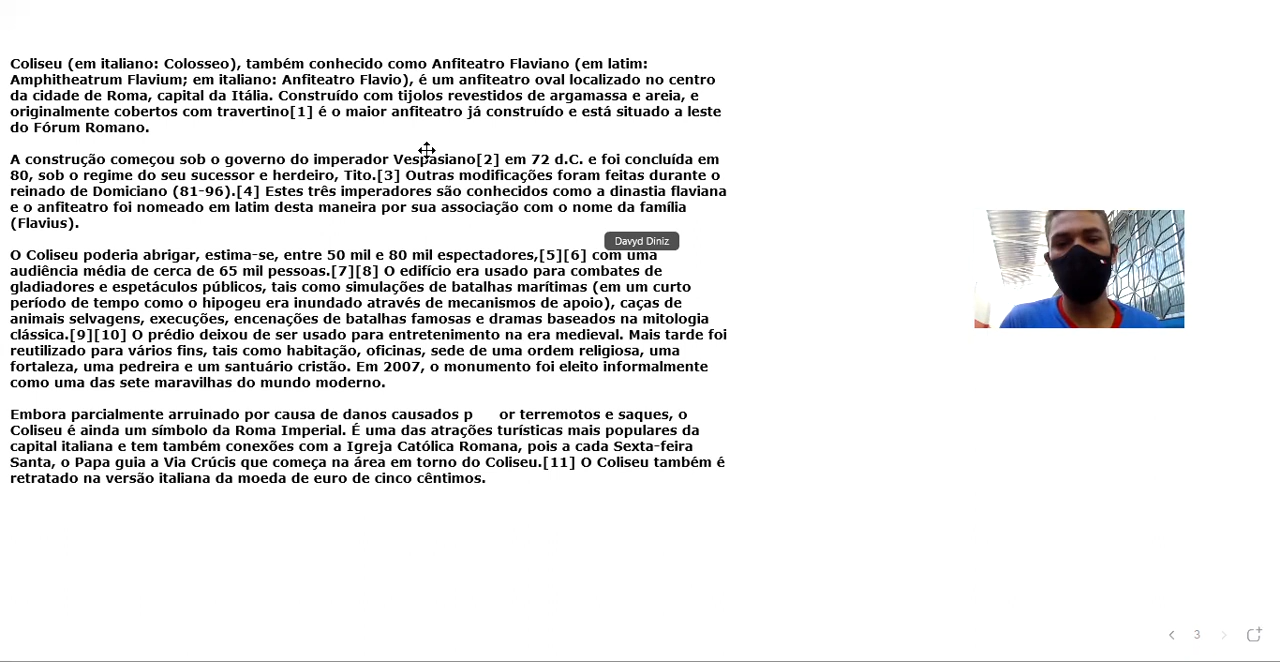 Coliseu (em italiano: Colosseo), também conhecido como Anfiteatro Flaviano (em latim:
Amphitheatrum Flavium; em italiano: Anfiteatro Flavio), é um anfiteatro oval localizado no centro
da cidade de Roma, capital da Itália. Construído com tijolos revestidos de argamassa e areia, e
originalmente cobertos com travertino[1] é o maior anfiteatro já construído e está situado a leste
do Fórum Romano.
A construção começou sob o governo do imperador Vespasiano[2] em 72 d.C. e foi concluída em
80, sob o regime do seu sucessor e herdeiro, Tito.[3] Outras modificações foram feitas durante o
reinado de Domiciano (81-96).[4] Estes três imperadores são conhecidos como a dinastia flaviana
e o anfiteatro foi nomeado em latim desta maneira por sua associação com o nome da família
(Flavius).
Davyd Diniz
O Coliseu poderia abrigar, estima-se, entre 50 mil e 80 mil espectadores,[5][6] com uma
audiência média de cerca de 65 mil pessoas.[7][8] O edifício era usado para combates de
gladiadores e espetáculos públicos, tais como simulações de batalhas marítimas (em um curto
período de tempo como o hipogeu era inundado através de mecanismos de apoio), caças de
animais selvagens, execuções, encenações de batalhas famosas e dramas baseados na mitologia
clássica.[9][10] O prédio deixou de ser usado para entretenimento na era medieval. Mais tarde foi
reutilizado para vários fins, tais como habitação, oficinas, sede de uma ordem religiosa, uma
fortaleza, uma pedreira e um santuário cristão. Em 2007, o monumento foi eleito informalmente
como uma das sete maravilhas do mundo moderno.
Embora parcialmente arruinado por causa de danos causados p or terremotos e saques, o
Coliseu é ainda um símbolo da Roma Imperial. É uma das atrações turísticas mais populares da
capital italiana e tem também conexões com a Igreja Católica Romana, pois a cada Sexta-feira
Santa, o Papa guia a Via Crúcis que começa na área em torno do Coliseu.[11] O Coliseu também é
retratado na versão italiana da moeda de euro de cinco cêntimos.
3